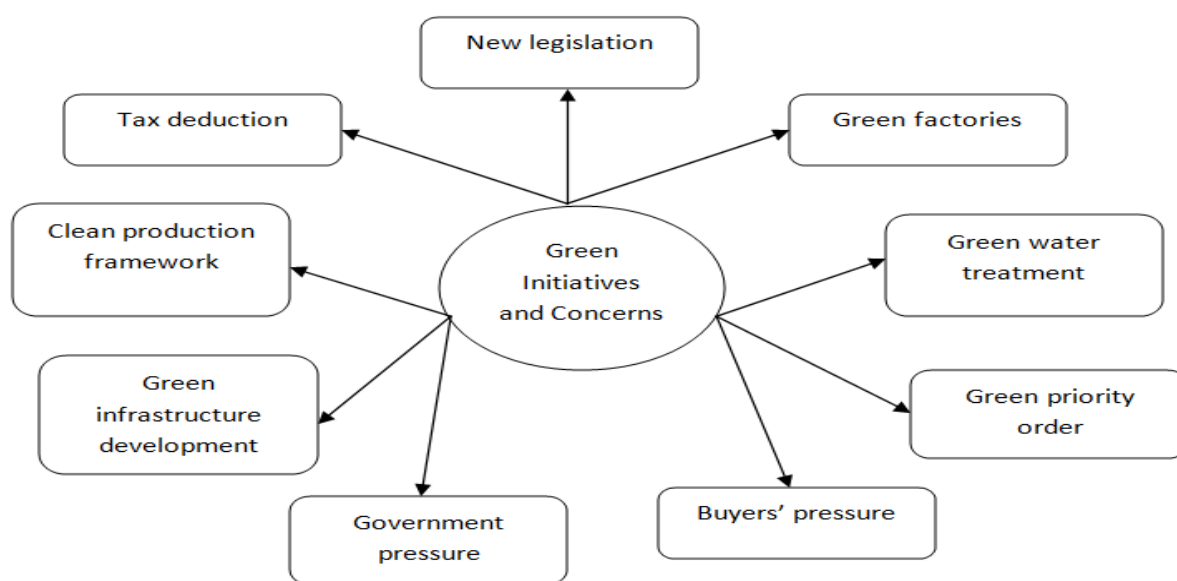 New legislation
Tax deduction
Green factories
Clean production
framework
Green
Initiatives
and Concerns
Green water
treatment
Green
infrastructure
development
Green priority
order
Government
pressure
Buyers’ pressure